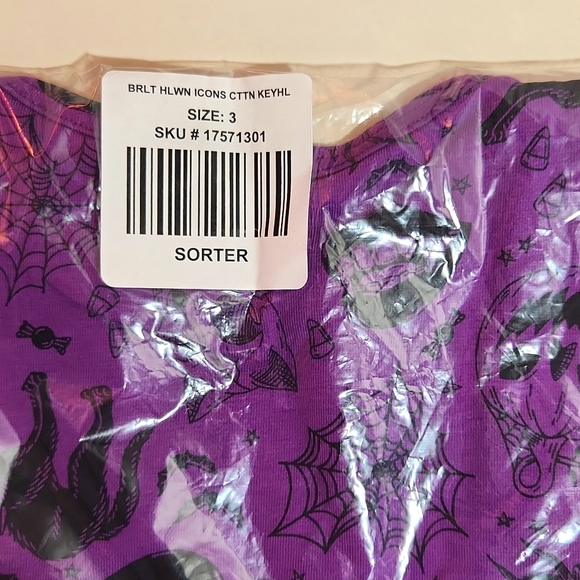 BRLT HLWN ICONS CTTN KEYHL
SIZE: 3
SKU # 17571301
SORTER